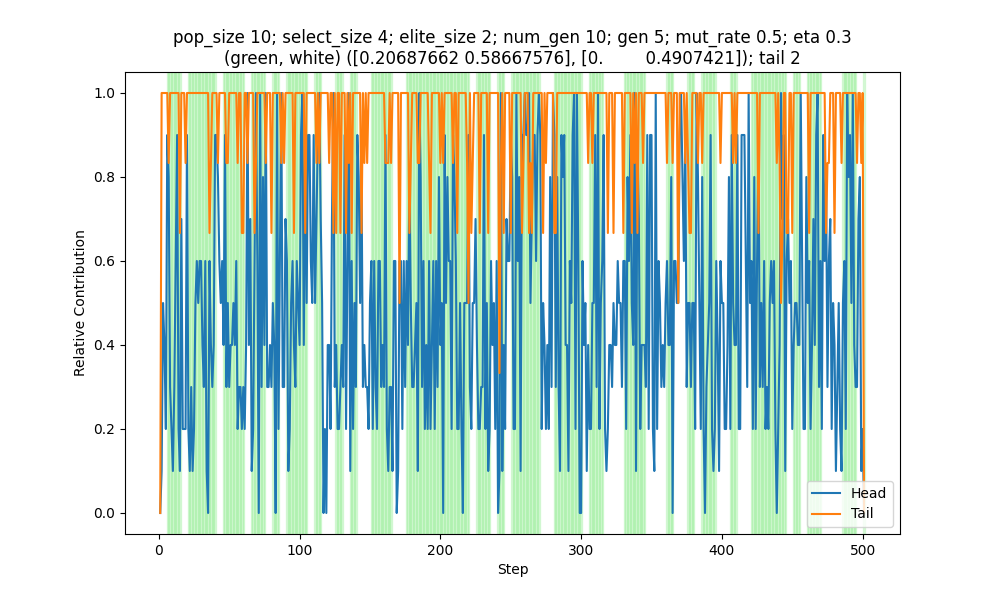 pop_size 10; select_size 4; elite_size 2; num_gen 10; gen 5; mut_rate 0.5; eta 0.3
(green, white) ([0.20687662 0.58667576], [0.         0.4907421]); tail 2
1.0
0.8
0.6
0.4
0.2
0.0
Relative Contribution
Head
Tail
0
100
200
300
400
500
Step